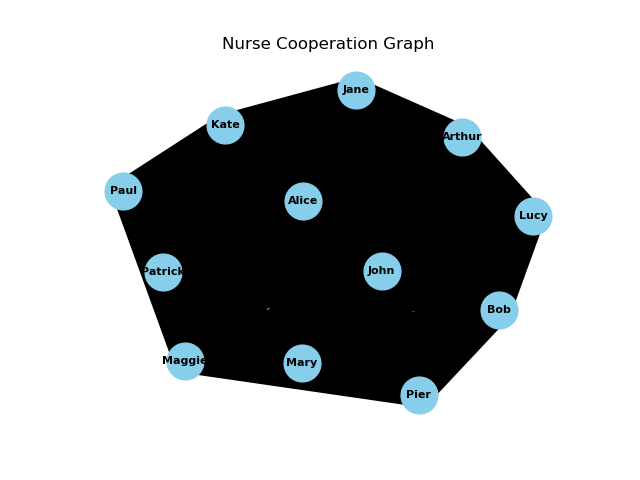 Nurse Cooperation Graph
Jane
Kate
Arthur
Paul
Alice
Lucy
Patrick
John
Bob
Maggie
Mary
Pier